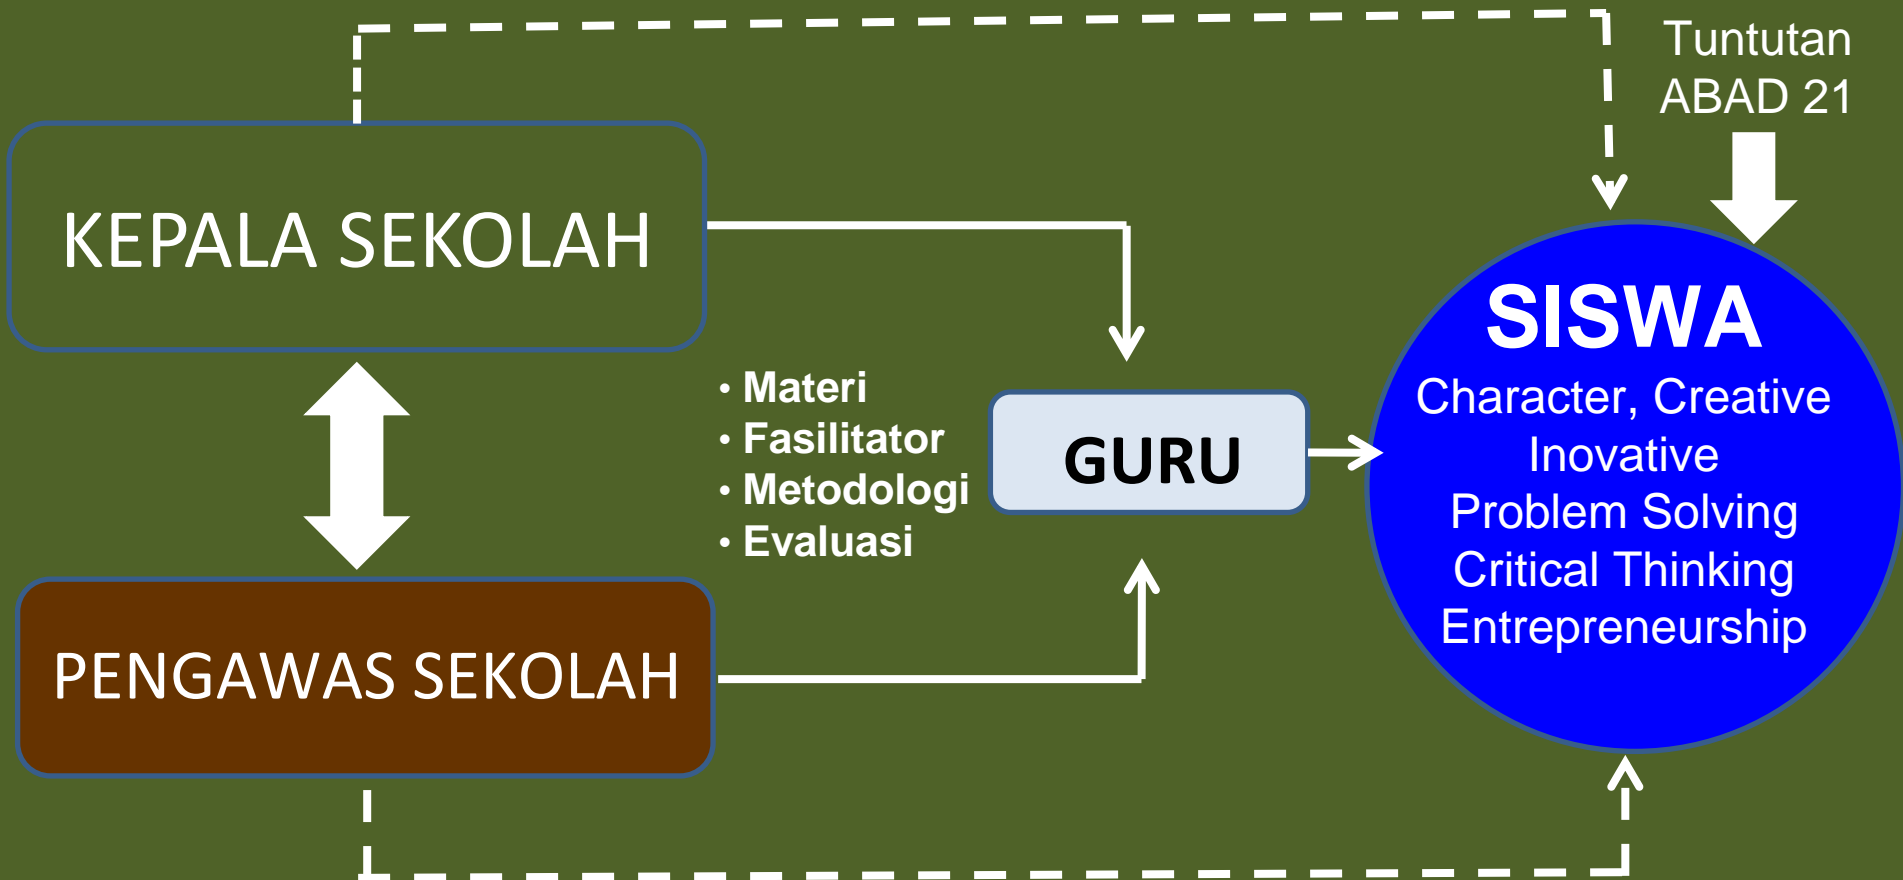 Tuntutan
ABAD 21
KEPALA SEKOLAH
• Materi
• Fasilitator
• Metodologi
• Evaluasi
GURU
SISWA
Character, Creative
Inovative
Problem Solving
Critical Thinking
Entrepreneurship
PENGAWAS SEKOLAH